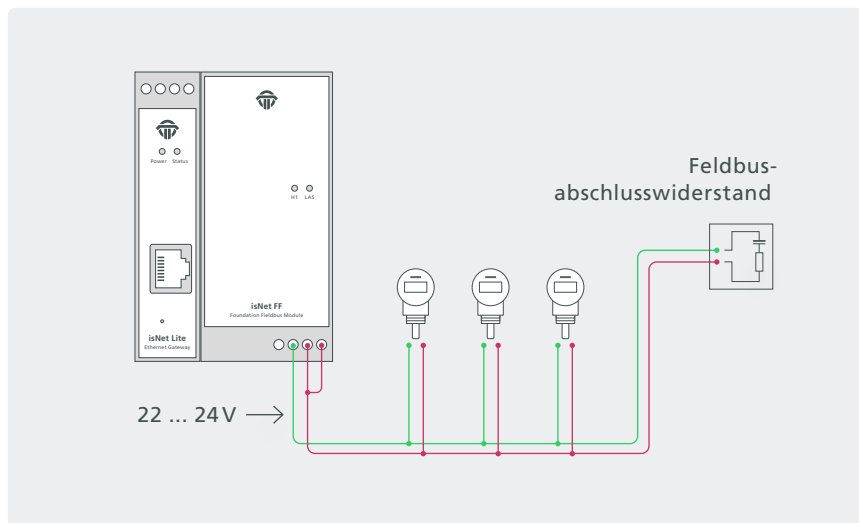 Power Status
isNet Lite
Ethernet Gateway
H1 LAS
isNet FF
Foundation Fieldbus Module
22 ... 24 V
Feldbus-
abschlusswiderstand